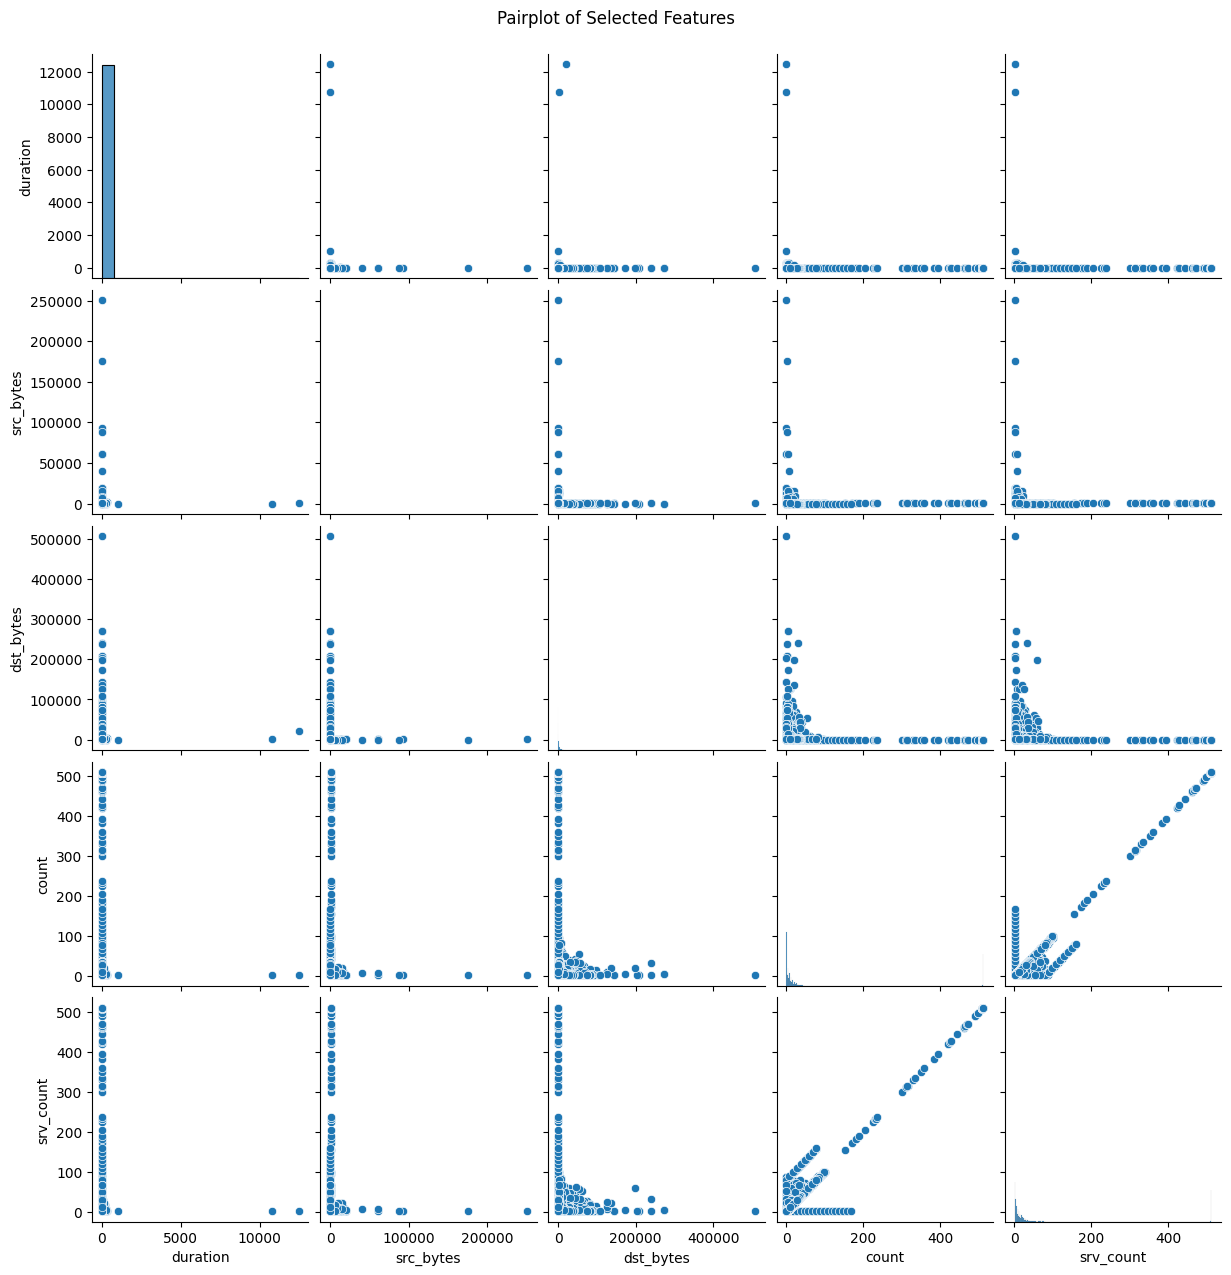 Pairplot of Selected Features
12000
10000
8000
6000
4000
2000
0
duration
250000
200000
150000
100000
50000
0
src_bytes
500000
400000
300000
200000
100000
0
dst_bytes
500
400
300
200
100
0
count
500
400
300
200
100
0
srv_count
0 5000 10000
0 100000 200000
0 200000 400000
0 200 400
0 200 400
duration src_bytes dst_bytes count srv_count